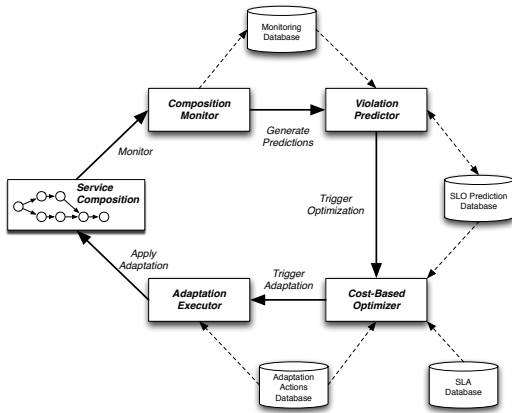 Monitoring
Database
Composition
Monitor
Violation
Predictor
Generate
Predictions
Monitor
Service
Composition
SLO Prediction
Database
Trigger
Optimization
Apply
Adaptation
Trigger
Adaptation
Adaptation
Executor
Cost-Based
Optimizer
Adaptation
Actions
Database
SLA
Database